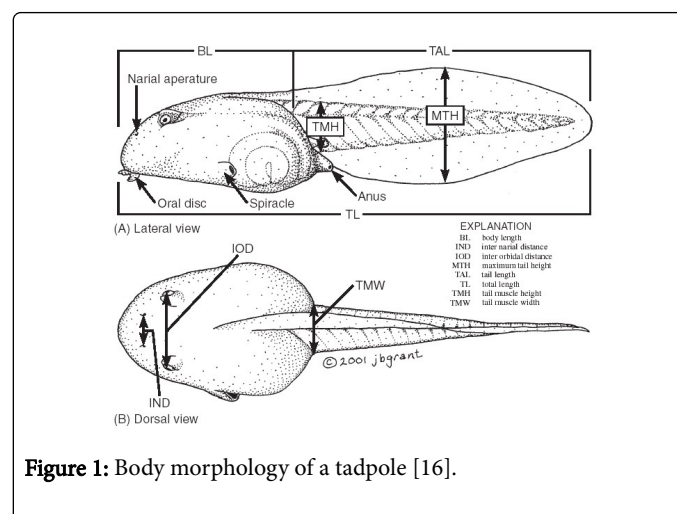 BL
TAL
Narial aperature
TMH
MTH
Oral disc
Spiracle
Anus
TL
(A) Lateral view
EXPLANATION
BL body length
IND inter narial distance
IOD inter orbidal distance
MTH maximum tail height
TAL tail length
TL total length
TMH tail muscle height
TMW tail muscle width
IOD
TMW
©2001 jbgrant
IND
(B) Dorsal view
Figure 1: Body morphology of a tadpole [16].